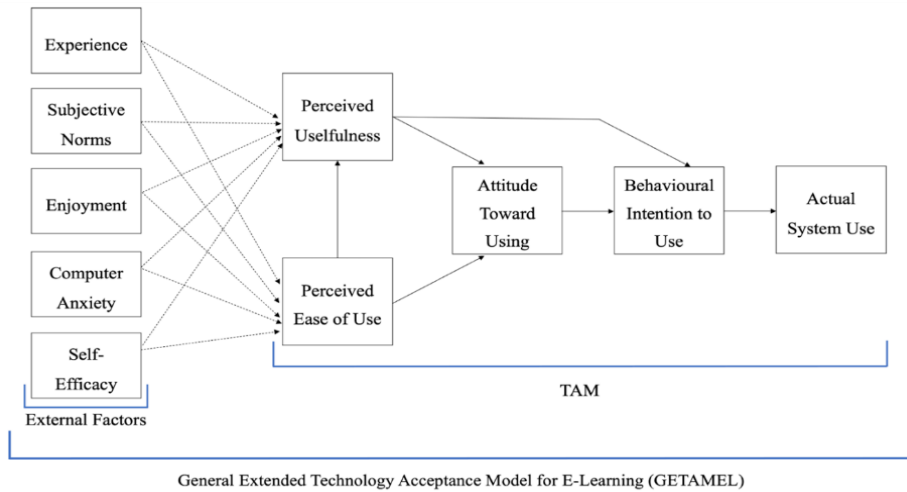 Experience
Subjective
Norms
Enjoyment
Computer
Anxiety
Self-
Efficacy
External Factors
Perceived
Uselfulness
Perceived
Ease of Use
Attitude
Toward
Using
Behavioural
Intention to
Use
Actual
System Use
TAM
General Extended Technology Acceptance Model for E-Learning (GETAMEL)